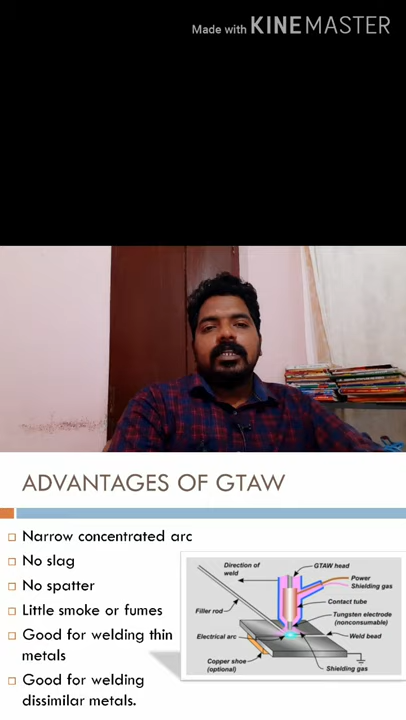 Made with KINEMASTER
ADVANTAGES OF GTAW
Narrow concentrated arc
No slag
No spatter
Little smoke or fumes
Good for welding thin
metals
Good for welding
dissimilar metals.
Direction of
weld
GTAW head
Power
Shielding gas
Contact tube
Filler rod
Tungsten electrode
(nonconsumable)
Electrical arc
Weld bead
Copper shoe
(optional)
Shielding gas